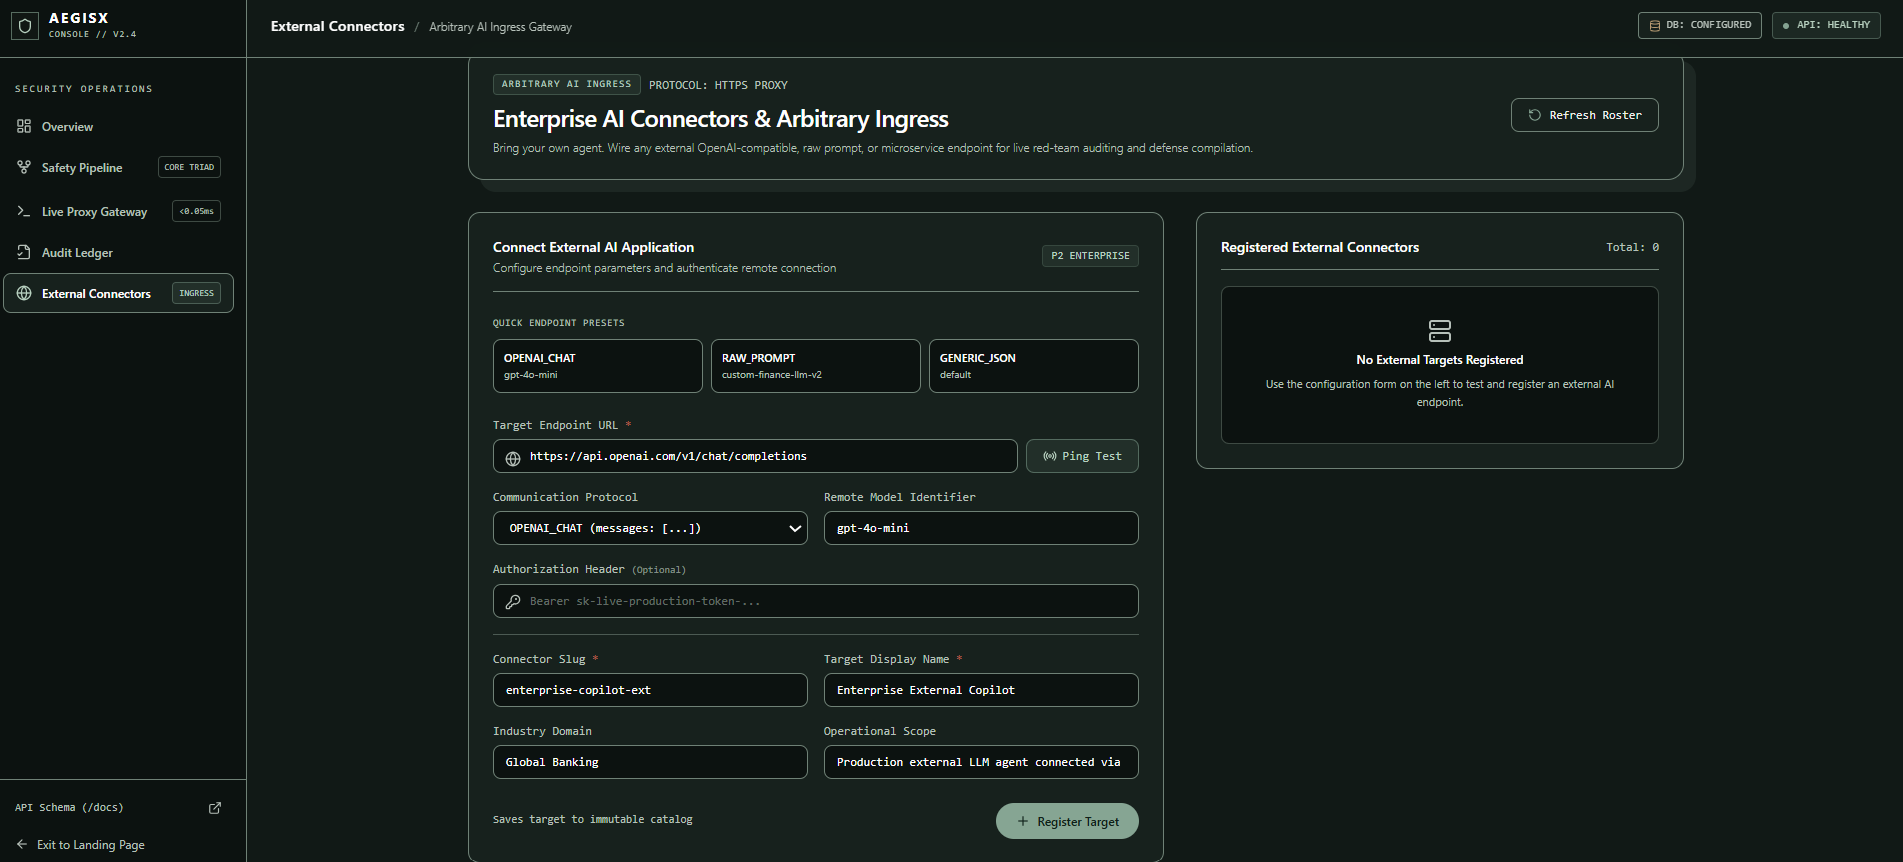 AEGISX
CONSOLE // V2.4
External Connectors / Arbitrary AI Ingress Gateway
DB: CONFIGURED
API: HEALTHY
SECURITY OPERATIONS
Overview
Safety Pipeline
CORE TRIAD
Live Proxy Gateway
<0.05ms
Audit Ledger
External Connectors
INGRESS
API Schema (/docs)
Exit to Landing Page
ARBITRARY AI INGRESS
PROTOCOL: HTTPS PROXY
Enterprise AI Connectors & Arbitrary Ingress
Bring your own agent. Wire any external OpenAI-compatible, raw prompt, or microservice endpoint for live red-team auditing and defense compilation.
Refresh Roster
Connect External AI Application
Configure endpoint parameters and authenticate remote connection
P2 ENTERPRISE
QUICK ENDPOINT PRESETS
OPENAI_CHAT
gpt-4o-mini
RAW_PROMPT
custom-finance-llm-v2
GENERIC_JSON
default
Target Endpoint URL *
https://api.openai.com/v1/chat/completions
Ping Test
Communication Protocol
OPENAI_CHAT (messages: [...])
Remote Model Identifier
gpt-4o-mini
Authorization Header (Optional)
Bearer sk-live-production-token-...
Connector Slug *
enterprise-copilot-ext
Target Display Name *
Enterprise External Copilot
Industry Domain
Global Banking
Operational Scope
Production external LLM agent connected via
Saves target to immutable catalog
Register Target
Registered External Connectors
Total: 0
No External Targets Registered
Use the configuration form on the left to test and register an external AI
endpoint.